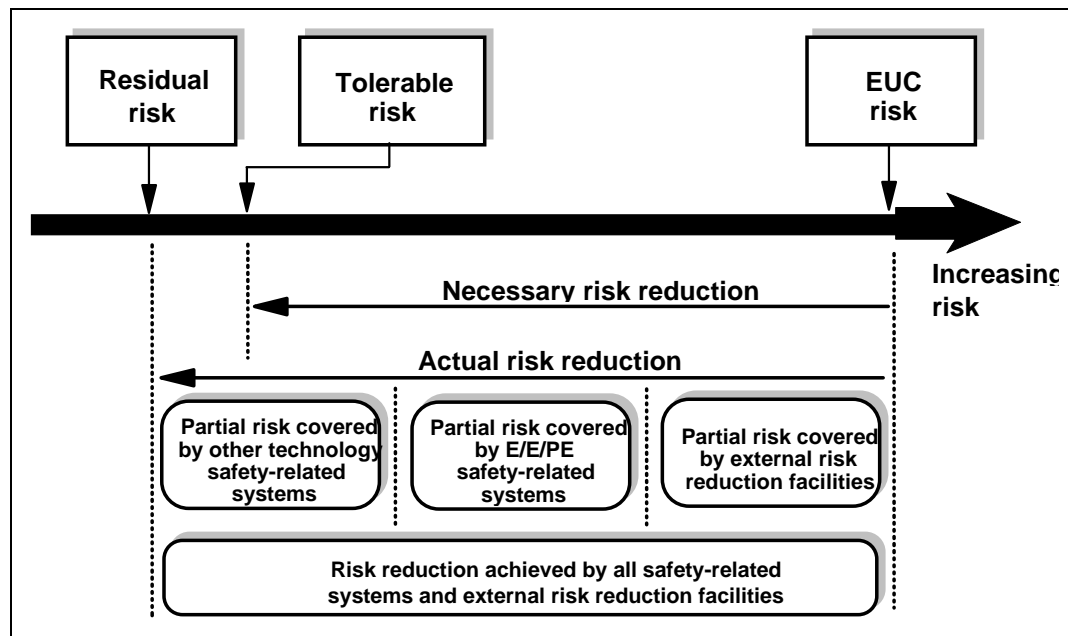 Residual
risk
Tolerable
risk
EUC
risk
Increasing
risk
Necessary risk reduction
Actual risk reduction
Partial risk covered
by other technology
safety-related
systems
Partial risk covered
by E/E/PE
safety-related
systems
Partial risk covered
by external risk
reduction facilities
Risk reduction achieved by all safety-related
systems and external risk reduction facilities